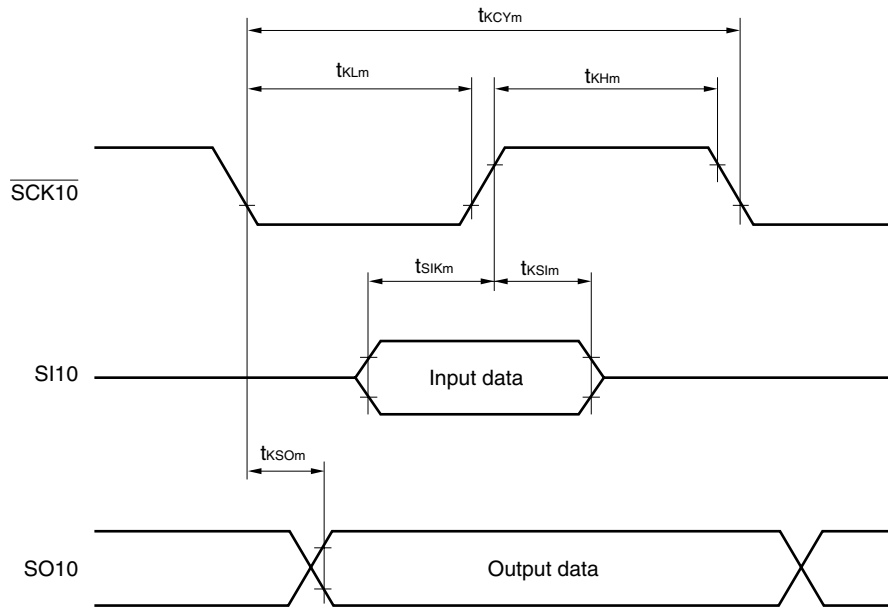 tKCYm
tKLm
tKHm
SCK10
tSIKm
tKSIm
SI10
Input data
tKSOm
SO10
Output data